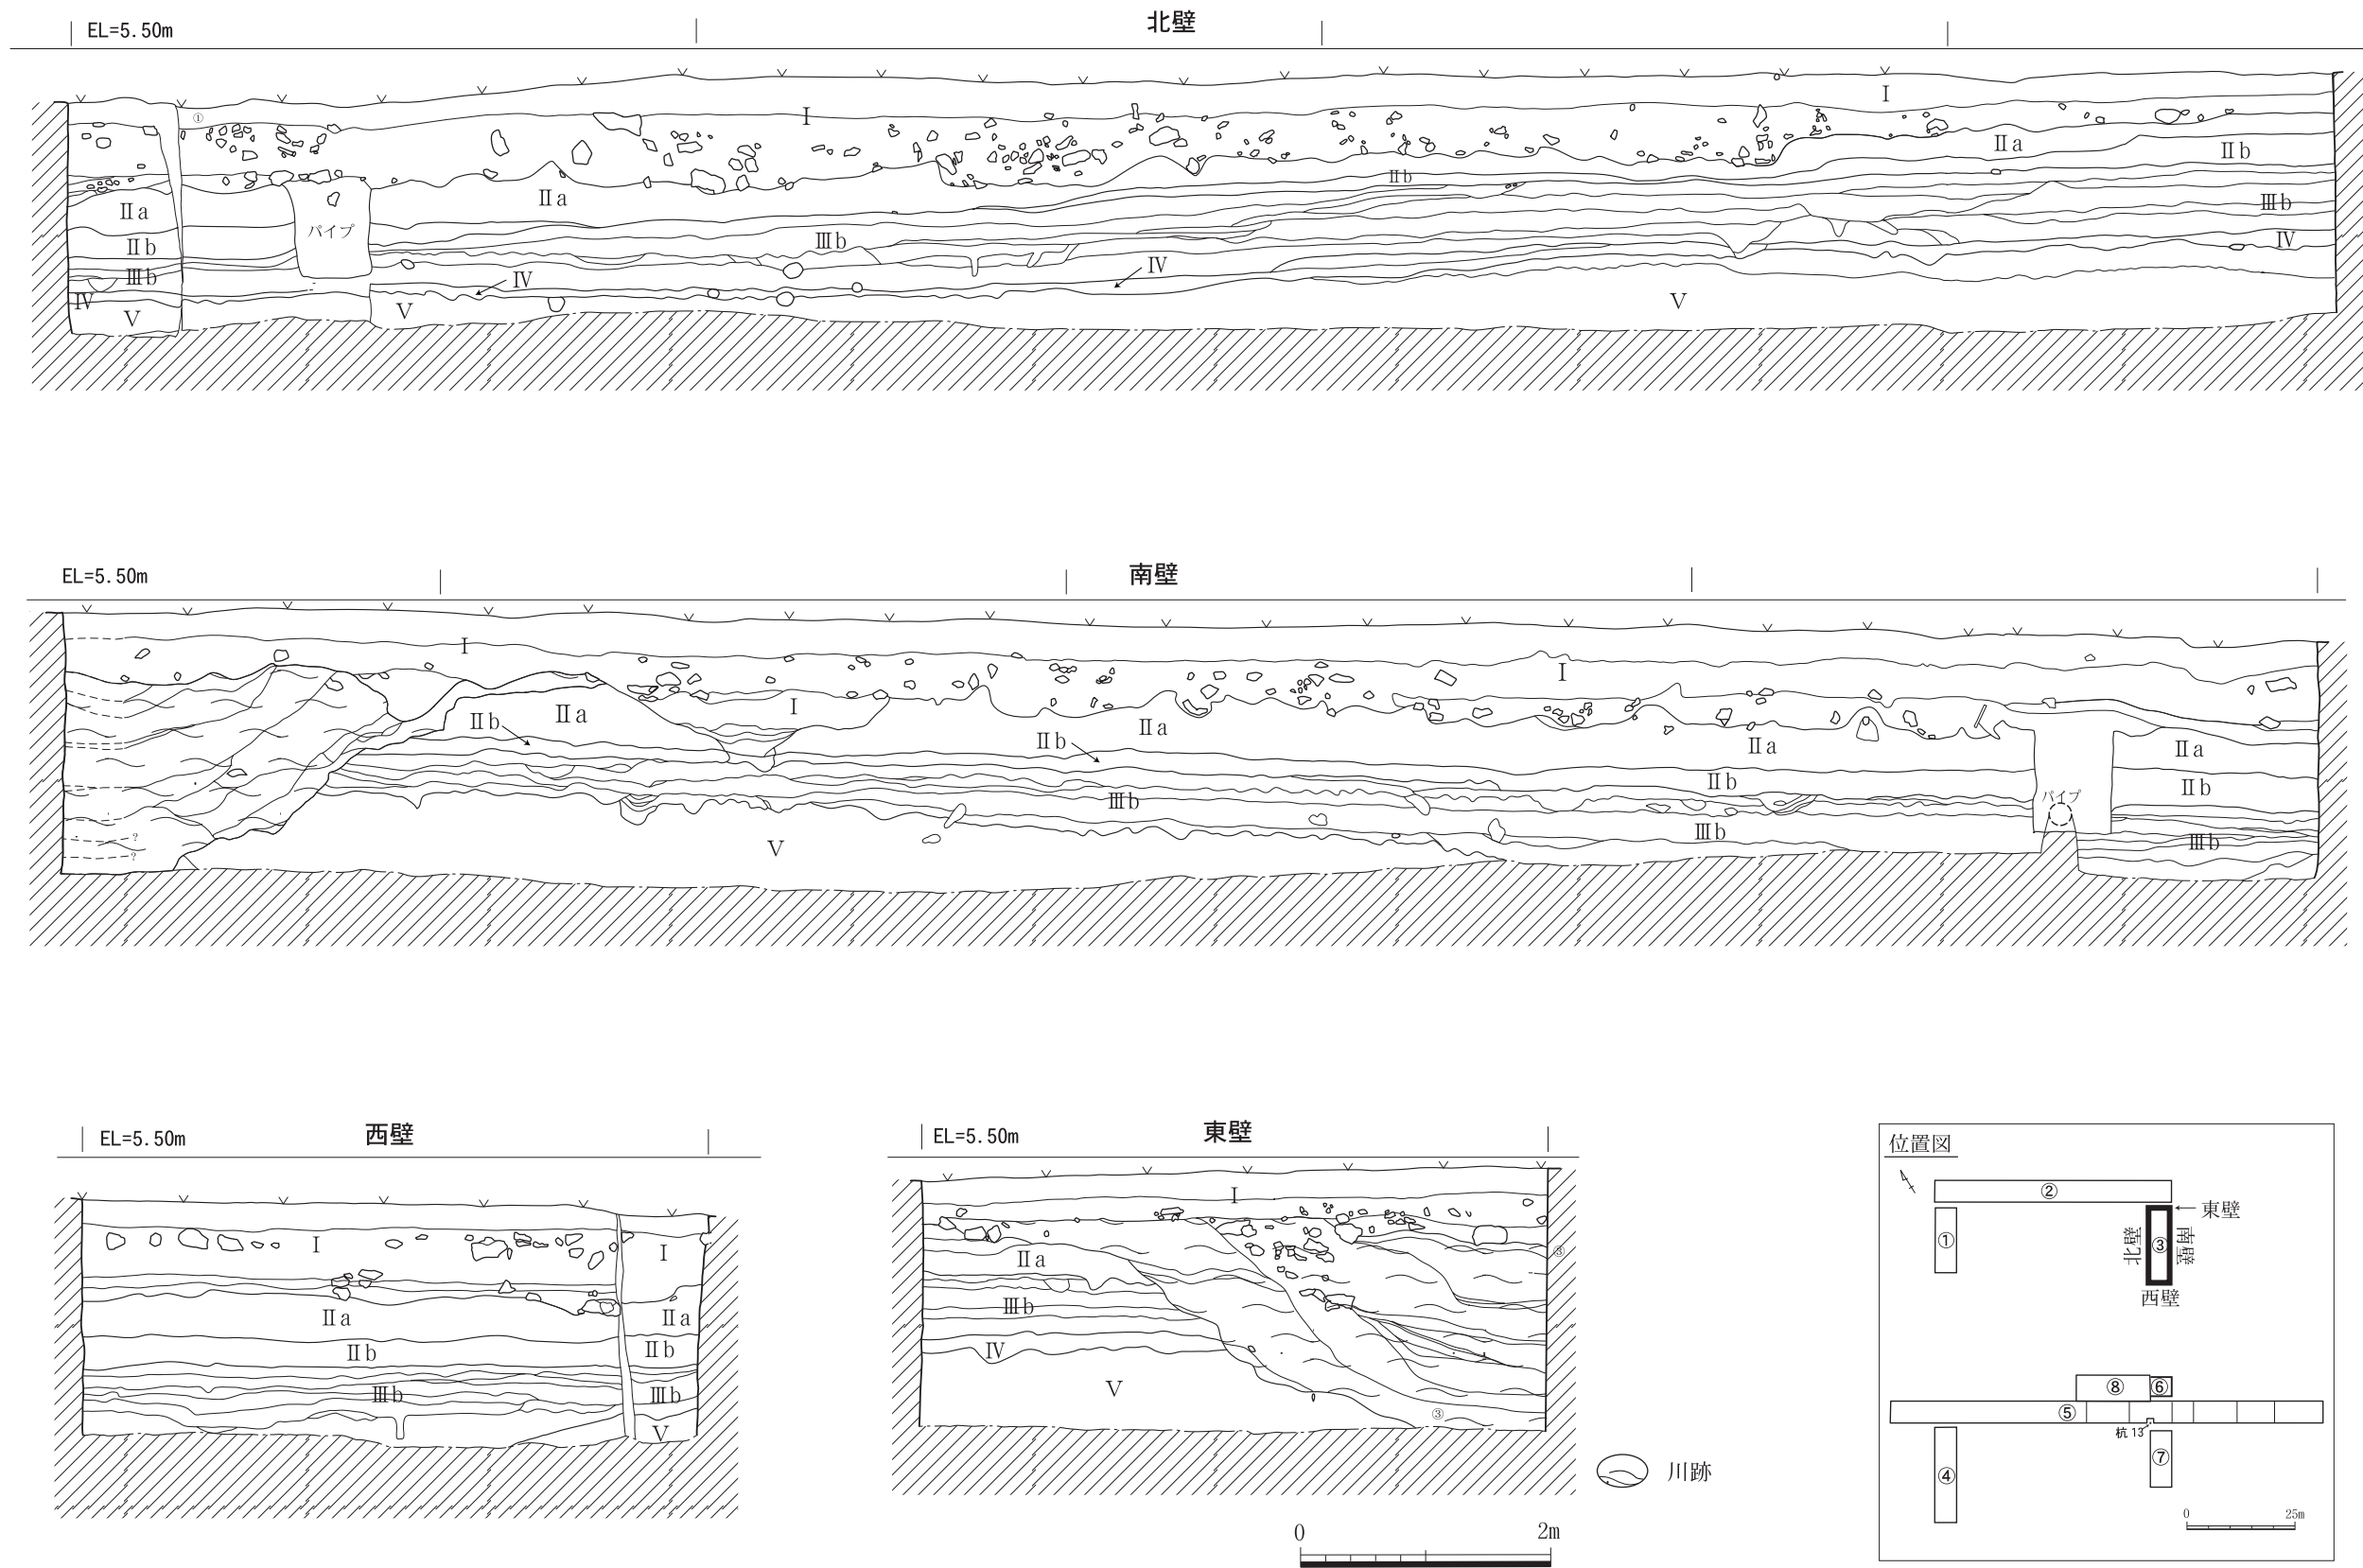 北壁
EL=5.50m
Ⅰ
Ⅰ
①
Ⅱa
Ⅱb
Ⅱb
Ⅱa
Ⅱa
パイプ
Ⅲb
Ⅲb
Ⅳ
Ⅱb
Ⅲb
Ⅳ
Ⅳ
Ⅳ
Ⅴ
Ⅴ
Ⅴ
南壁
EL=5.50m
Ⅰ
Ⅰ
Ⅰ
Ⅱa
Ⅱb
Ⅱa
Ⅱb
Ⅱa
Ⅱa
Ⅱb
Ⅱb
パイプ
Ⅲb
Ⅲb
Ⅲb
?
?
Ⅴ
西壁
EL=5.50m
Ⅰ
Ⅰ
Ⅱa
Ⅱa
Ⅱb
Ⅱb
Ⅲb
Ⅲb
Ⅴ
東壁
EL=5.50m
Ⅰ
Ⅱa
③
Ⅲb
Ⅳ
Ⅴ
③
川跡
0 2m
位置図
②
東壁
①
北壁
③
南壁
西壁
⑧
⑥
⑤
杭13
⑦
④
0 25m